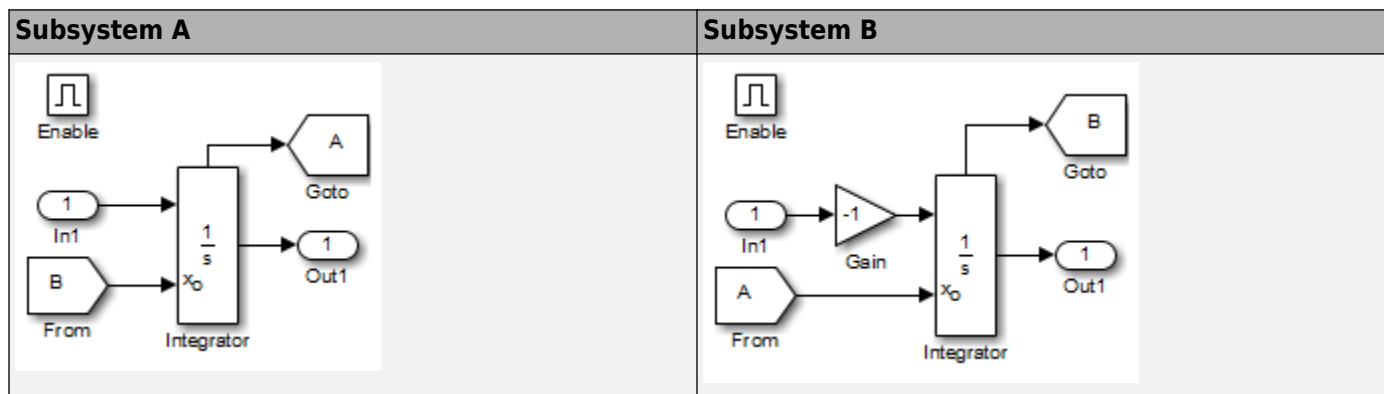 Subsystem A
Subsystem B
Enable
A
Goto
1
In1
1
s
xo
1
Out1
B
From
Integrator
Enable
B
Goto
1
In1
-1
Gain
1
s
xo
1
Out1
A
From
Integrator